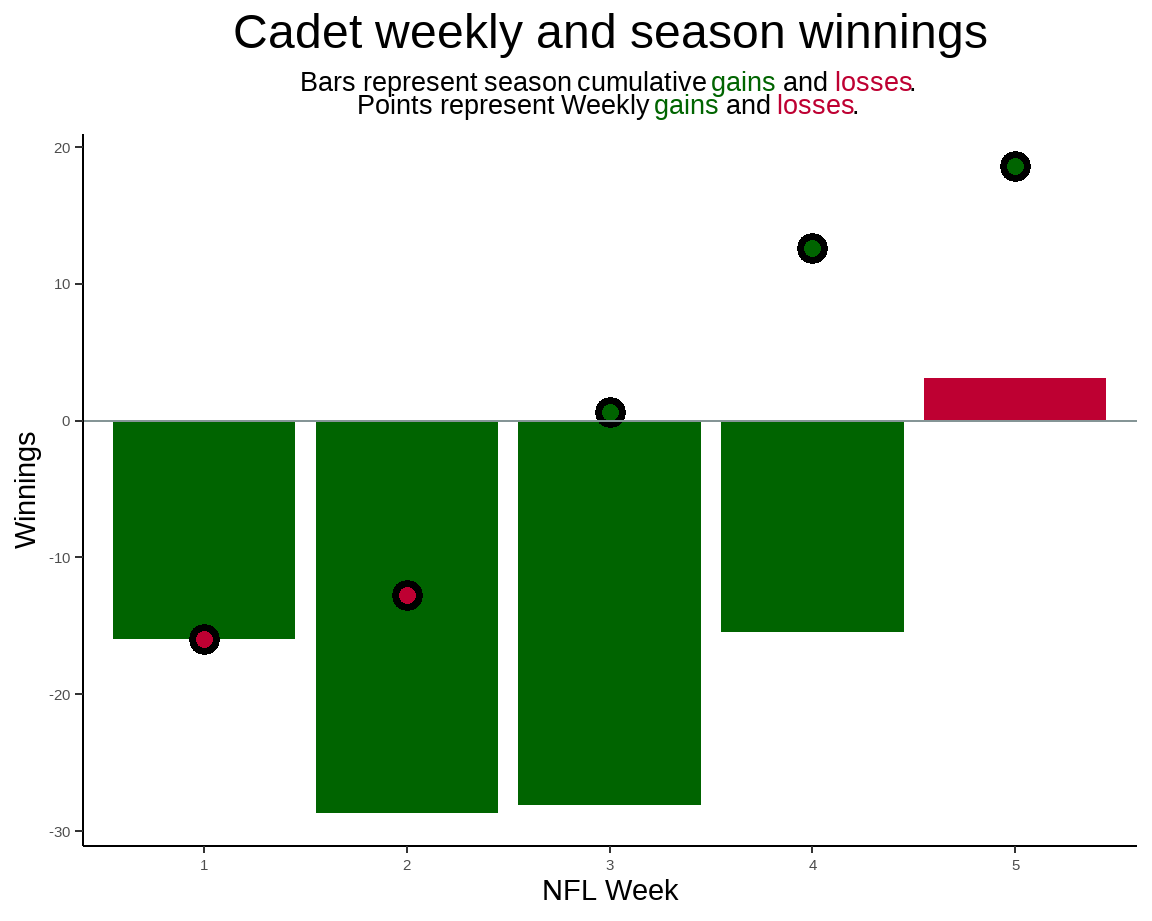 Cadet weekly and season winnings
Bars represent season cumulative gains and losses.
Points represent Weekly gains and losses.
20
10
0
-10
-20
-30
Winnings
1 2 3 4 5
NFL Week